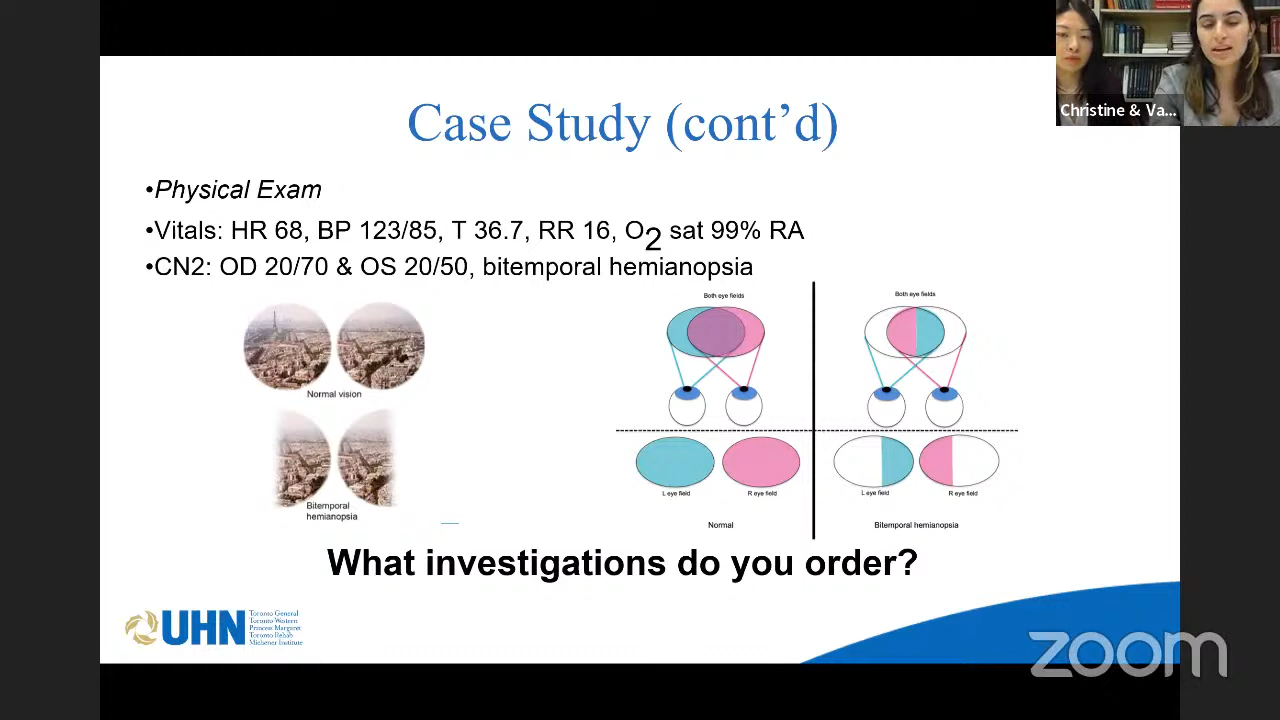 Christine & Va...
Case Study (cont’d)
•Physical Exam
•Vitals: HR 68, BP 123/85, T 36.7, RR 16, O2 sat 99% RA
•CN2: OD 20/70 & OS 20/50, bitemporal hemianopsia
Normal vision
Bitemporal
hemianopsia
Both eye fields
L eye field
R eye field
Normal
Both eye fields
L eye field
R eye field
Bitemporal hemianopsia
What investigations do you order?
UHN
Toronto General
Toronto Western
Princess Margaret
Toronto Rehab
Michener Institute
zoom